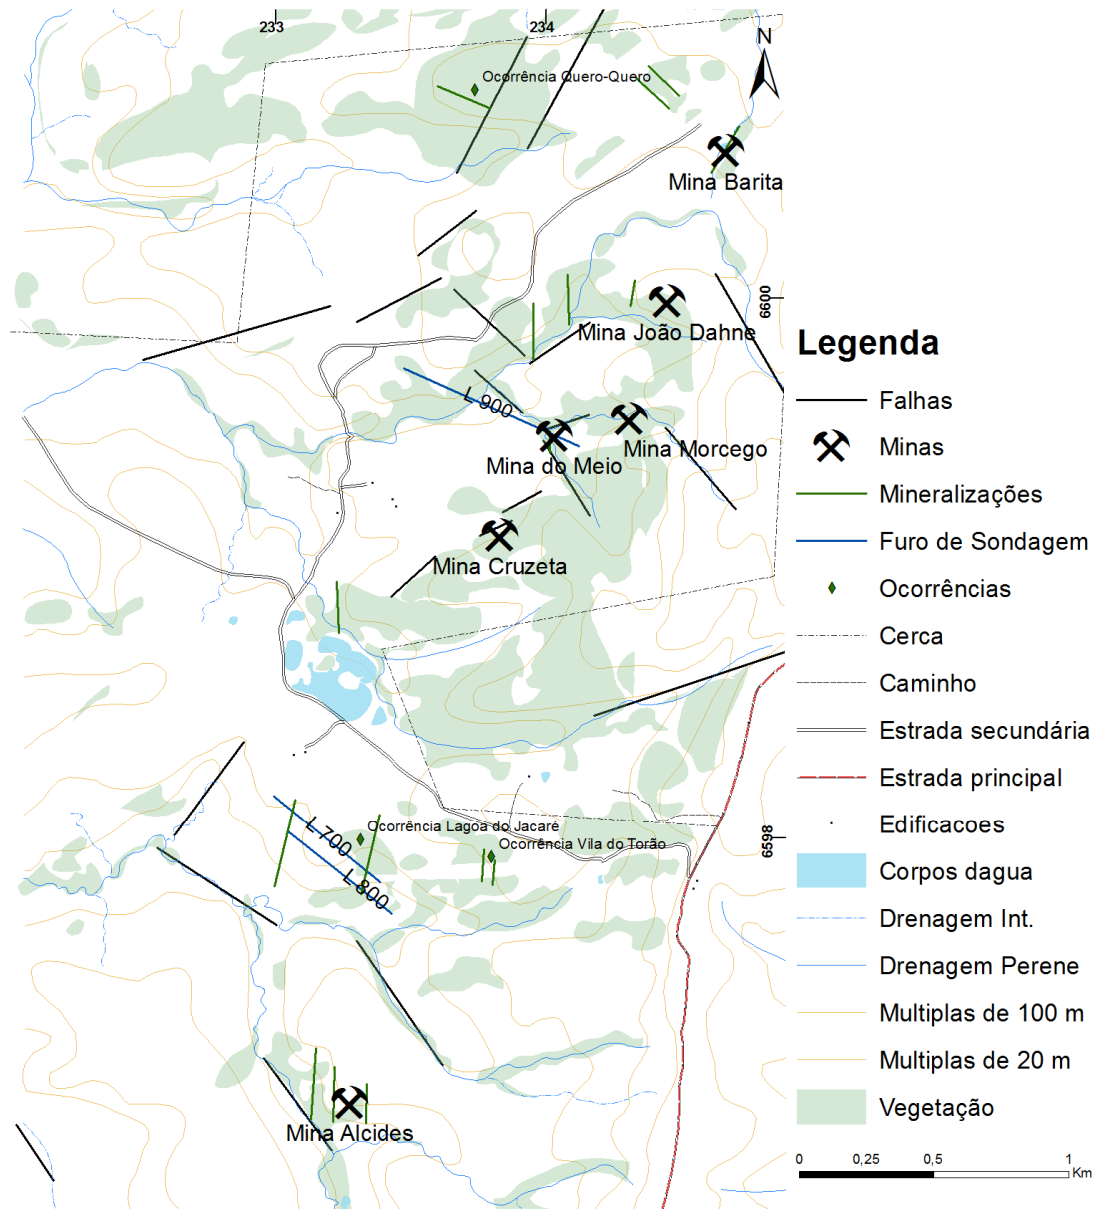 233
234
N
Ocorrência Quero-Quero
Mina Barita
6600
Mina João Dahne
L 900
Mina Morcego
Mina do Meio
Mina Cruzeta
6598
Ocorrência Lagoa do Jacaré
L 700
Ocorrência Vila do Torão
L 800
Mina Alcides
Legenda
Falhas
Minas
Mineralizações
Furo de Sondagem
Ocorrências
Cerca
Caminho
Estrada secundária
Estrada principal
Edificacoes
Corpos dagua
Drenagem Int.
Drenagem Perene
Multiplas de 100 m
Multiplas de 20 m
Vegetação
0 0,25 0,5 1
Km